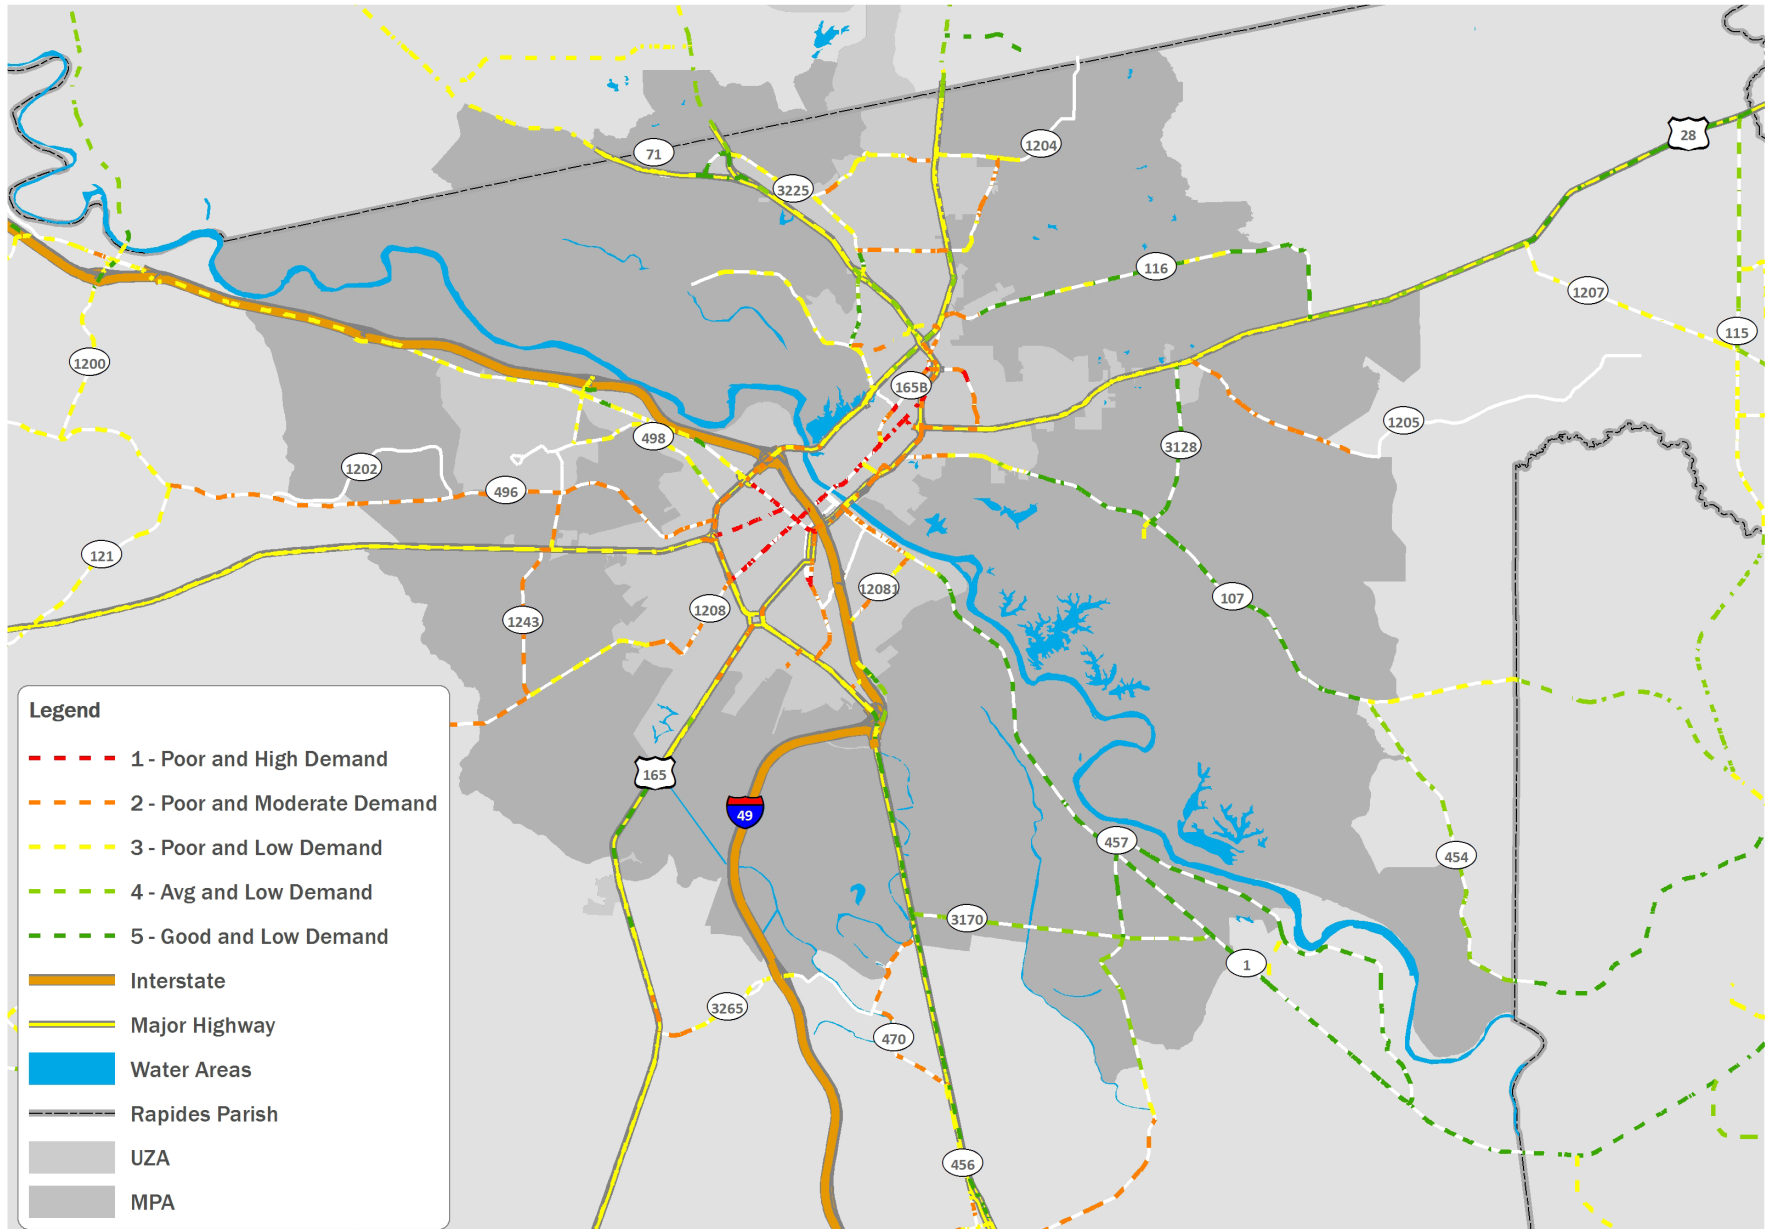 28
71
1204
3225
116
1207
115
1200
165B
1205
498
3128
1202
496
121
12081
107
1208
1243
Legend
1 - Poor and High Demand
2 - Poor and Moderate Demand
3 - Poor and Low Demand
4 - Avg and Low Demand
5 - Good and Low Demand
Interstate
Major Highway
Water Areas
Rapides Parish
UZA
MPA
165
49
457
454
3170
1
3265
470
456